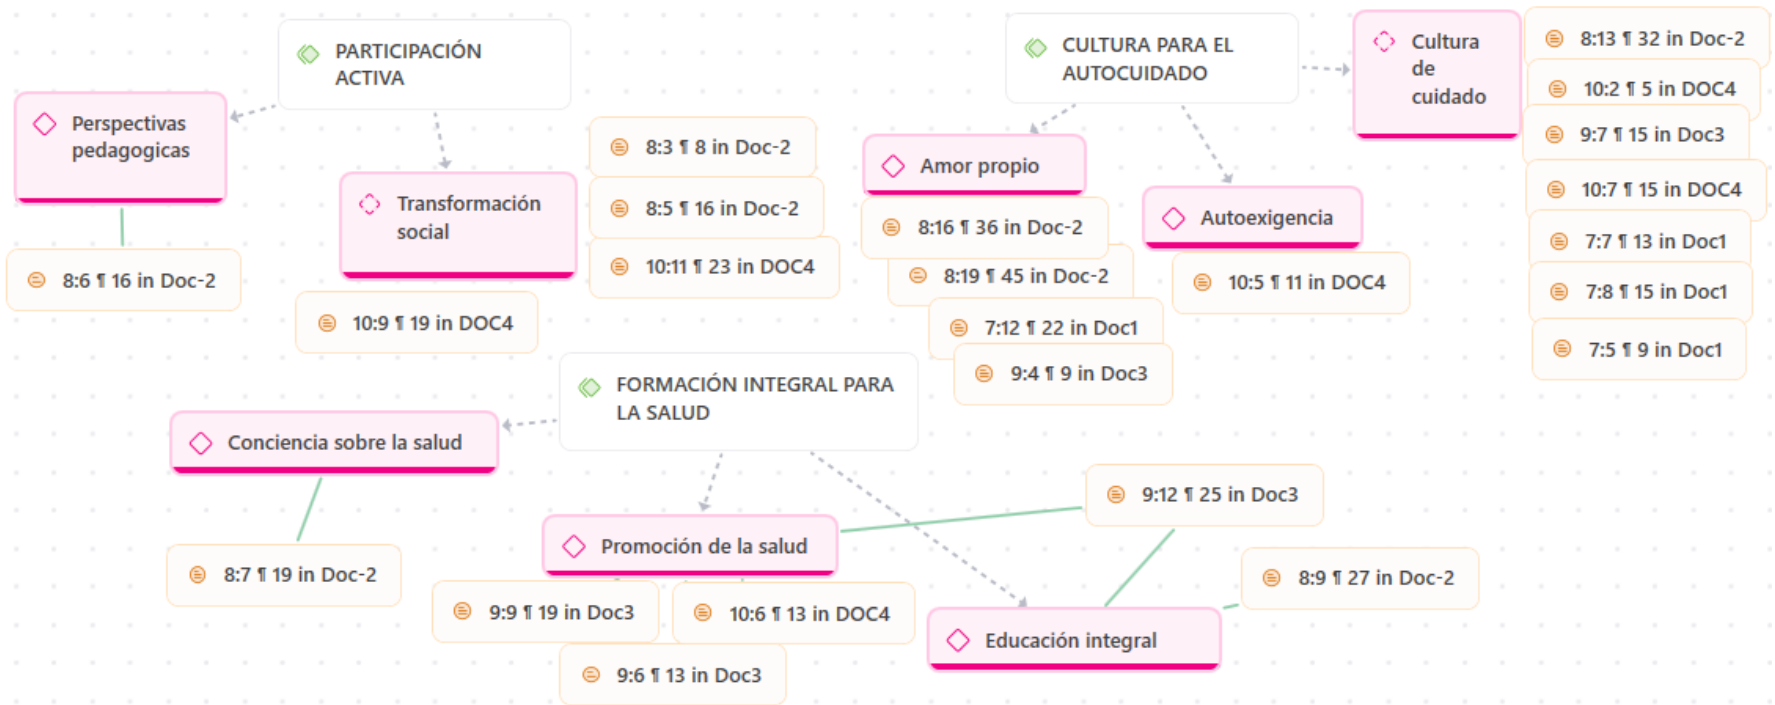 PARTICIPACIÓN
ACTIVA
Perspectivas
pedagogicas
8:6 ¶ 16 in Doc-2
Transformación
social
8:3 ¶ 8 in Doc-2
8:5 ¶ 16 in Doc-2
10:11 ¶ 23 in DOC4
10:9 ¶ 19 in DOC4
CULTURA PARA EL
AUTOCUIDADO
Amor propio
8:16 ¶ 36 in Doc-2
8:19 ¶ 45 in Doc-2
7:12 ¶ 22 in Doc1
9:4 ¶ 9 in Doc3
Autoexigencia
10:5 ¶ 11 in DOC4
Cultura
de
cuidado
8:13 ¶ 32 in Doc-2
10:2 ¶ 5 in DOC4
9:7 ¶ 15 in Doc3
10:7 ¶ 15 in DOC4
7:7 ¶ 13 in Doc1
7:8 ¶ 15 in Doc1
7:5 ¶ 9 in Doc1
FORMACIÓN INTEGRAL PARA
LA SALUD
Conciencia sobre la salud
8:7 ¶ 19 in Doc-2
Promoción de la salud
9:9 ¶ 19 in Doc3
10:6 ¶ 13 in DOC4
9:6 ¶ 13 in Doc3
9:12 ¶ 25 in Doc3
8:9 ¶ 27 in Doc-2
Educación integral